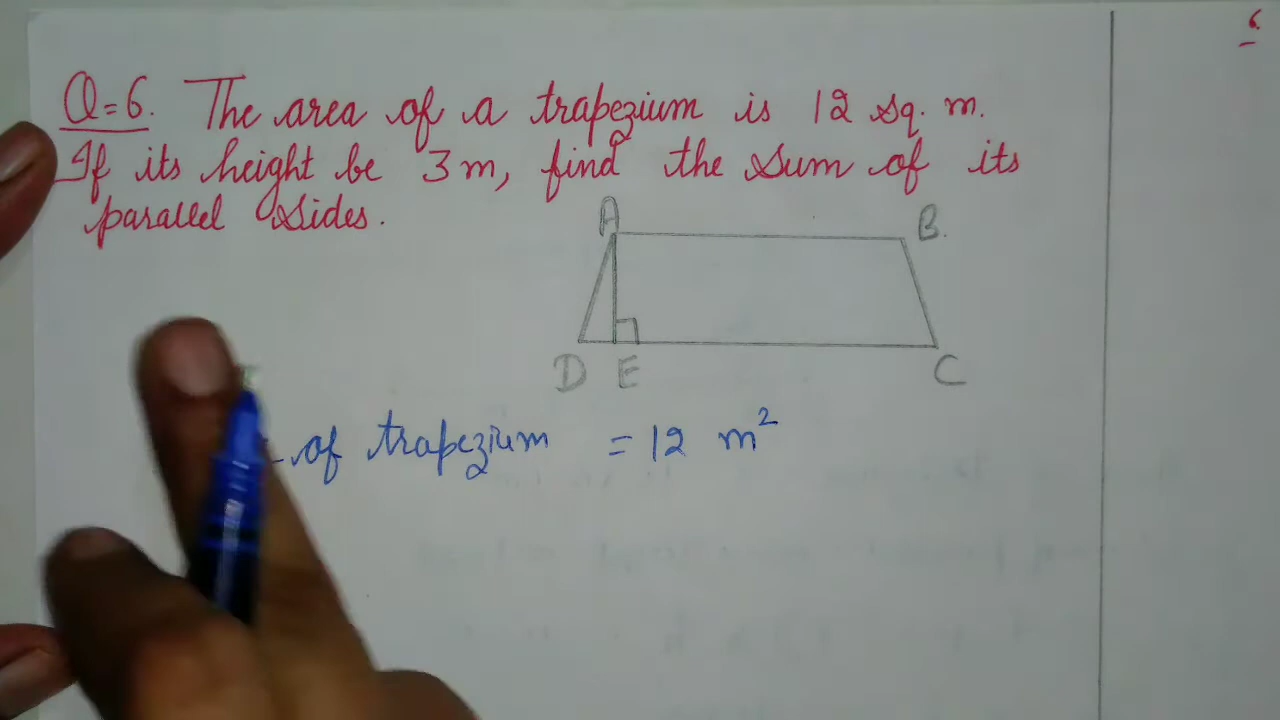 6.
Q=6. The area of a trapezium is 12 sq. m.
If its height be 3m, find the sum of its
parallel sides.
A B.
D E C
of trapezium = 12 m²